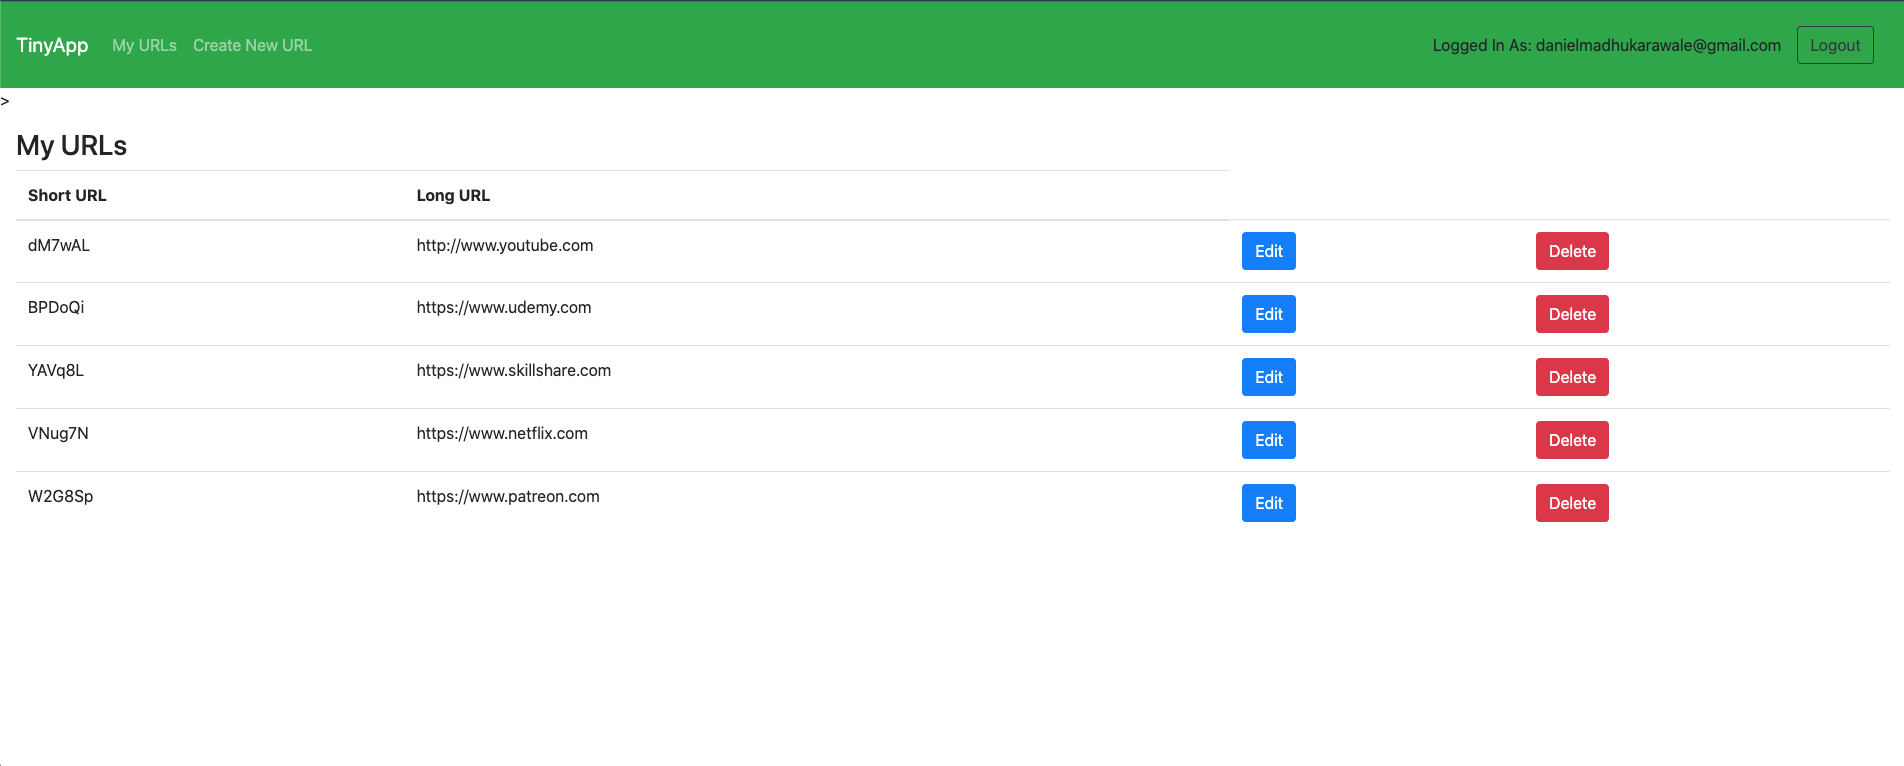 TinyApp My URLs Create New URL Logged In As: danielmadhukarawale@gmail.com Logout
>
My URLs
Short URL Long URL
dM7wAL http://www.youtube.com Edit Delete
BPDoQi https://www.udemy.com Edit Delete
YAVq8L https://www.skillshare.com Edit Delete
VNug7N https://www.netflix.com Edit Delete
W2G8Sp https://www.patreon.com Edit Delete